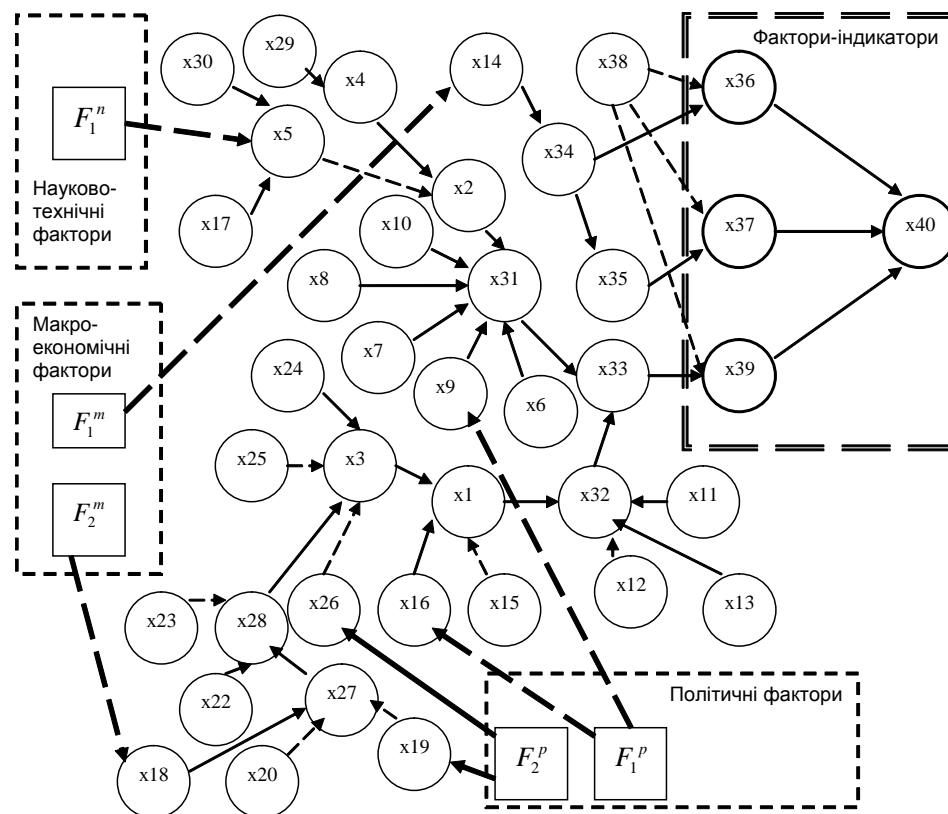 Фактори-індикатори
x29
x30
x4
x14
x38
x36
F₁ⁿ
x5
x34
Науково-
технічні
фактори
x2
x17
x10
x37
x40
x31
x8
x35
Макро-
економічні
фактори
x7
x24
x9
x33
x39
x6
F₁ᵐ
x25
x3
x1
x32
x11
F₂ᵐ
x12
x23
x28
x26
x16
x15
x13
x22
x27
Політичні фактори
x18
x20
x19
F₂ᵖ
F₁ᵖ